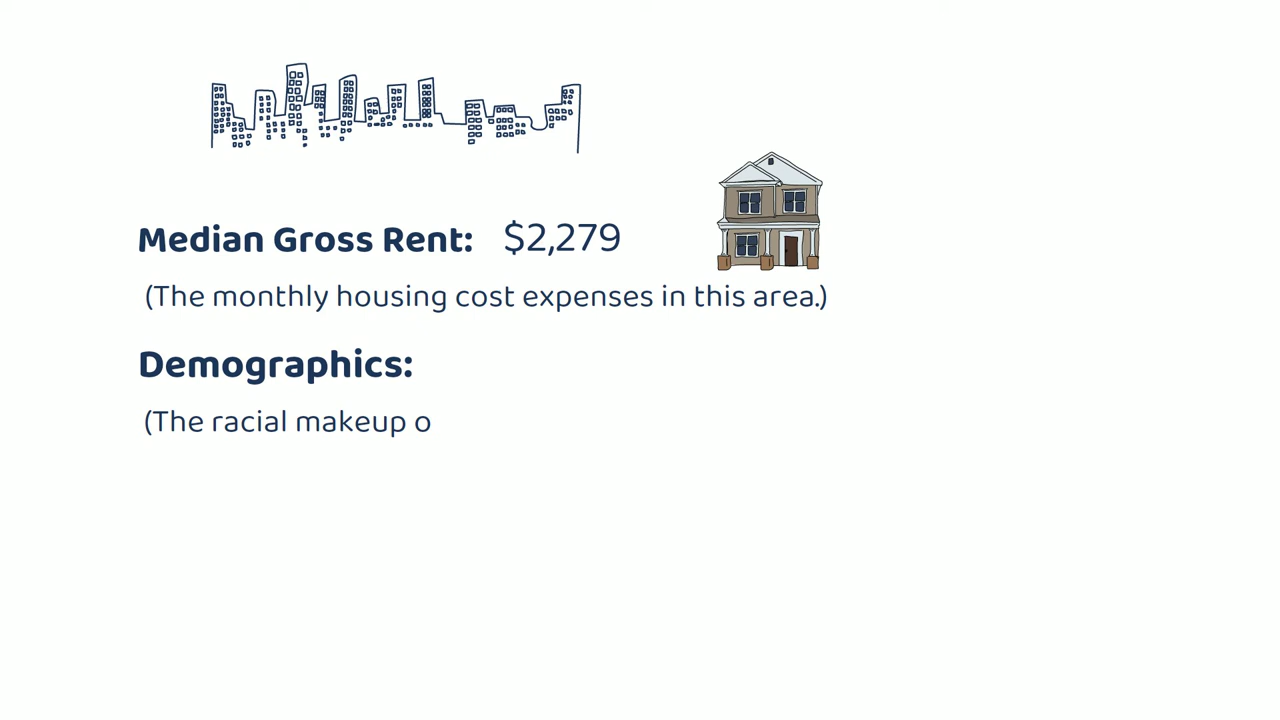 Median Gross Rent: $2,279
(The monthly housing cost expenses in this area.)
Demographics:
(The racial makeup o